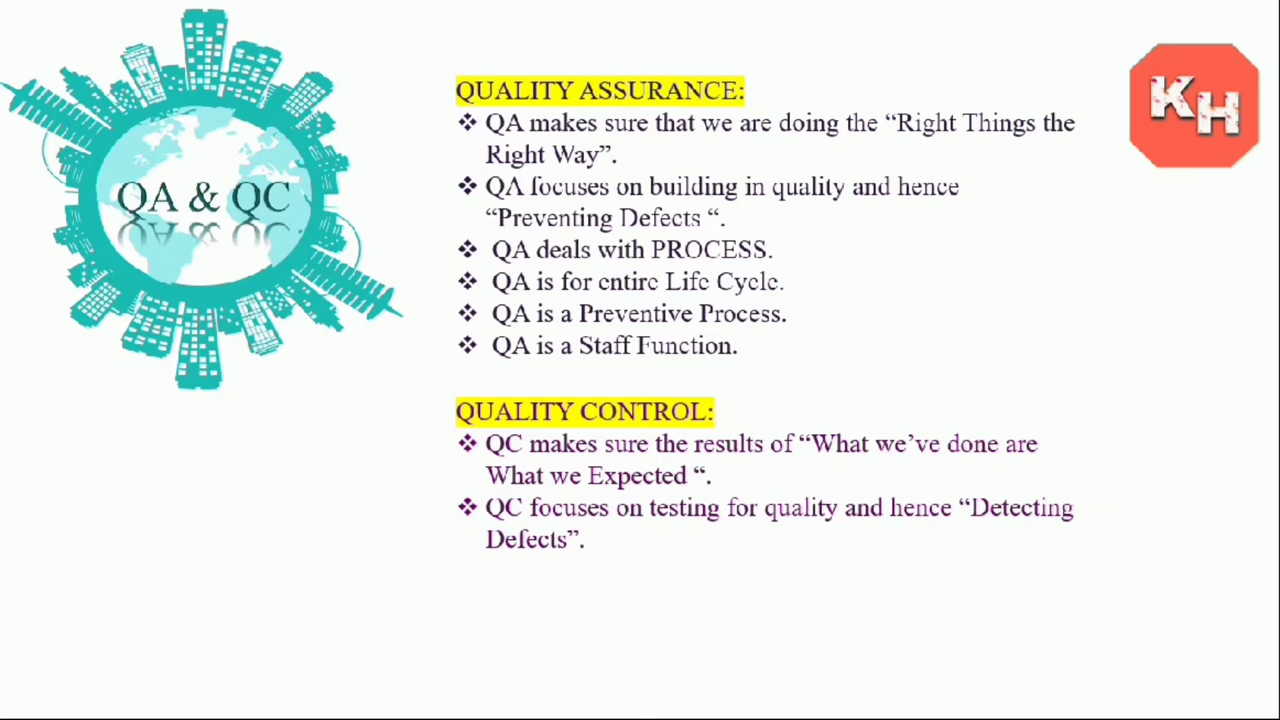 QA & QC
KH
QUALITY ASSURANCE:
❖ QA makes sure that we are doing the “Right Things the
Right Way”.
❖ QA focuses on building in quality and hence
“Preventing Defects “.
❖ QA deals with PROCESS.
❖ QA is for entire Life Cycle.
❖ QA is a Preventive Process.
❖ QA is a Staff Function.
QUALITY CONTROL:
❖ QC makes sure the results of “What we’ve done are
What we Expected “.
❖ QC focuses on testing for quality and hence “Detecting
Defects”.